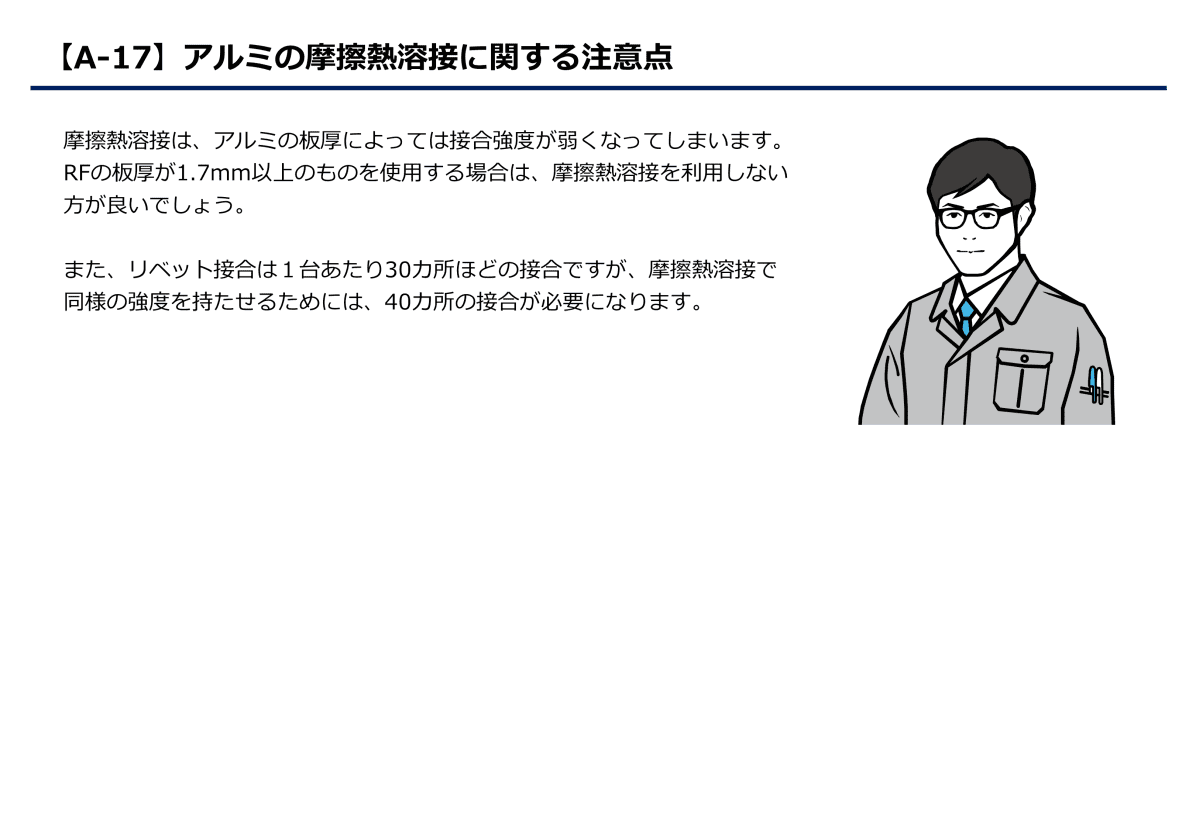 【A-17】アルミの摩擦熱溶接に関する注意点
摩擦熱溶接は、アルミの板厚によっては接合強度が弱くなってしまいます。
RFの板厚が1.7mm以上のものを使用する場合は、摩擦熱溶接を利用しない
方が良いでしょう。
また、リベット接合は１台あたり30カ所ほどの接合ですが、摩擦熱溶接で
同様の強度を持たせるためには、40カ所の接合が必要になります。